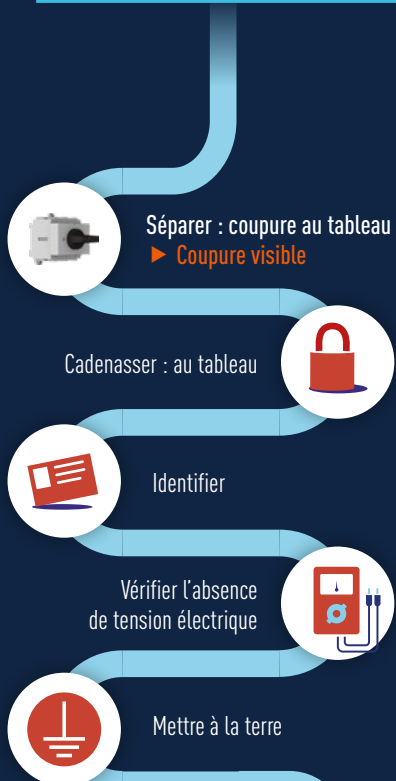 Séparer : coupure au tableau
▶ Coupure visible
Cadenasser : au tableau
Identifier
Vérifier l'absence
de tension électrique
Mettre à la terre